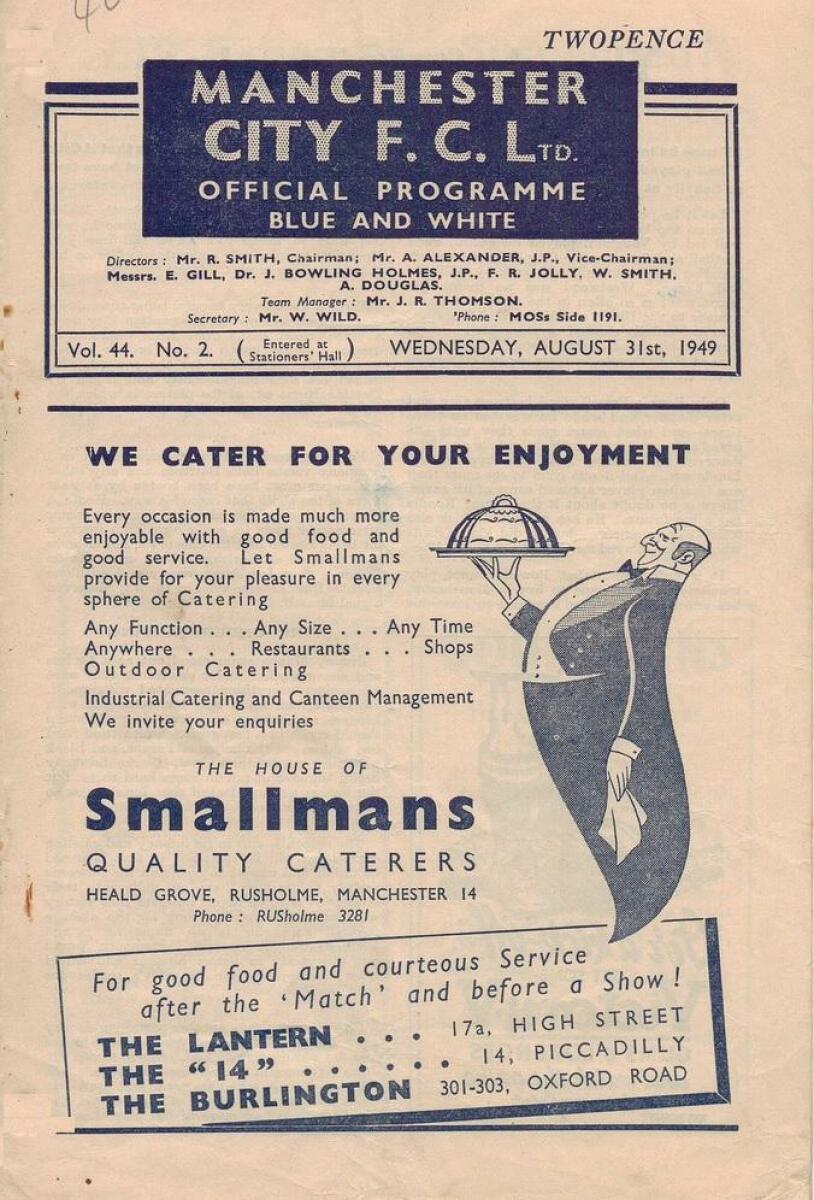 TWOPENCE
MANCHESTER
CITY F. C. LTD.
OFFICIAL PROGRAMME
BLUE AND WHITE
Directors : Mr. R. SMITH, Chairman; Mr. A. ALEXANDER, J.P., Vice-Chairman;
Messrs. E. GILL, Dr. J. BOWLING HOLMES, J.P., F. R. JOLLY, W. SMITH,
A. DOUGLAS.
Team Manager : Mr. J. R. THOMSON.
Secretary : Mr. W. WILD. 'Phone : MOSs Side 1191.
Vol. 44. No. 2. ( Entered at Stationers' Hall ) WEDNESDAY, AUGUST 31st, 1949
WE CATER FOR YOUR ENJOYMENT
Every occasion is made much more
enjoyable with good food and
good service. Let Smallmans
provide for your pleasure in every
sphere of Catering
Any Function . . . Any Size . . . Any Time
Anywhere . . . Restaurants . . . Shops
Outdoor Catering
Industrial Catering and Canteen Management
We invite your enquiries
THE HOUSE OF
Smallmans
QUALITY CATERERS
HEALD GROVE, RUSHOLME, MANCHESTER 14
Phone : RUSholme 3281
For good food and courteous Service
after the 'Match' and before a Show !
THE LANTERN . . . 17a, HIGH STREET
THE "14" . . . . . . 14, PICCADILLY
THE BURLINGTON 301-303, OXFORD ROAD